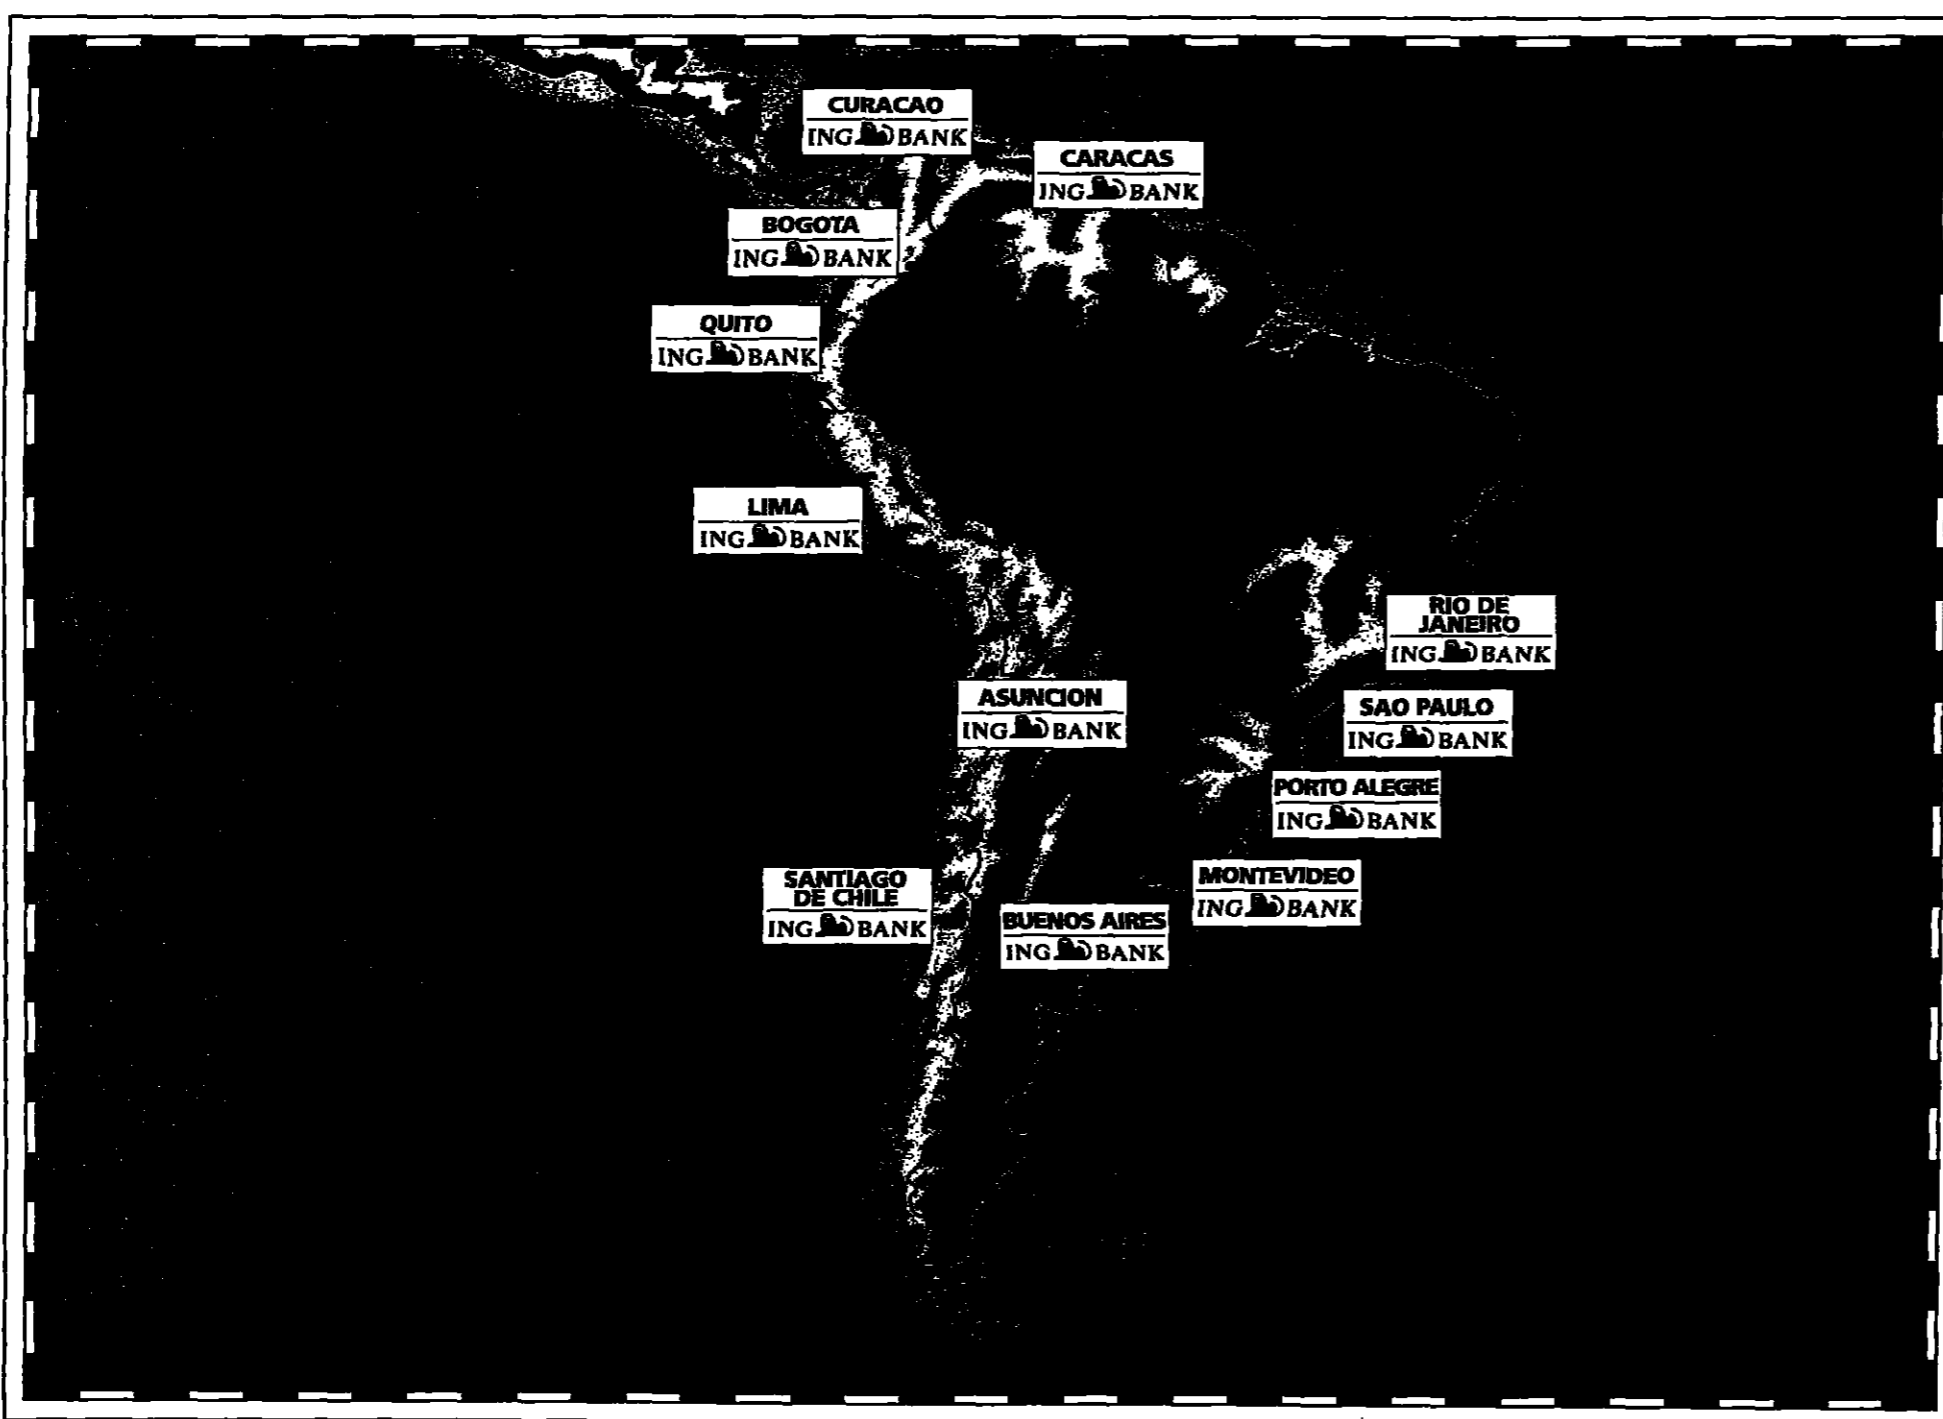 CURACAO
ING BANK
CARACAS
ING BANK
BOGOTA
ING BANK
QUITO
ING BANK
LIMA
ING BANK
RIO DE
JANEIRO
ING BANK
ASUNCION
ING BANK
SAO PAULO
ING BANK
PORTO ALEGRE
ING BANK
SANTIAGO
DE CHILE
ING BANK
MONTEVIDEO
ING BANK
BUENOS AIRES
ING BANK